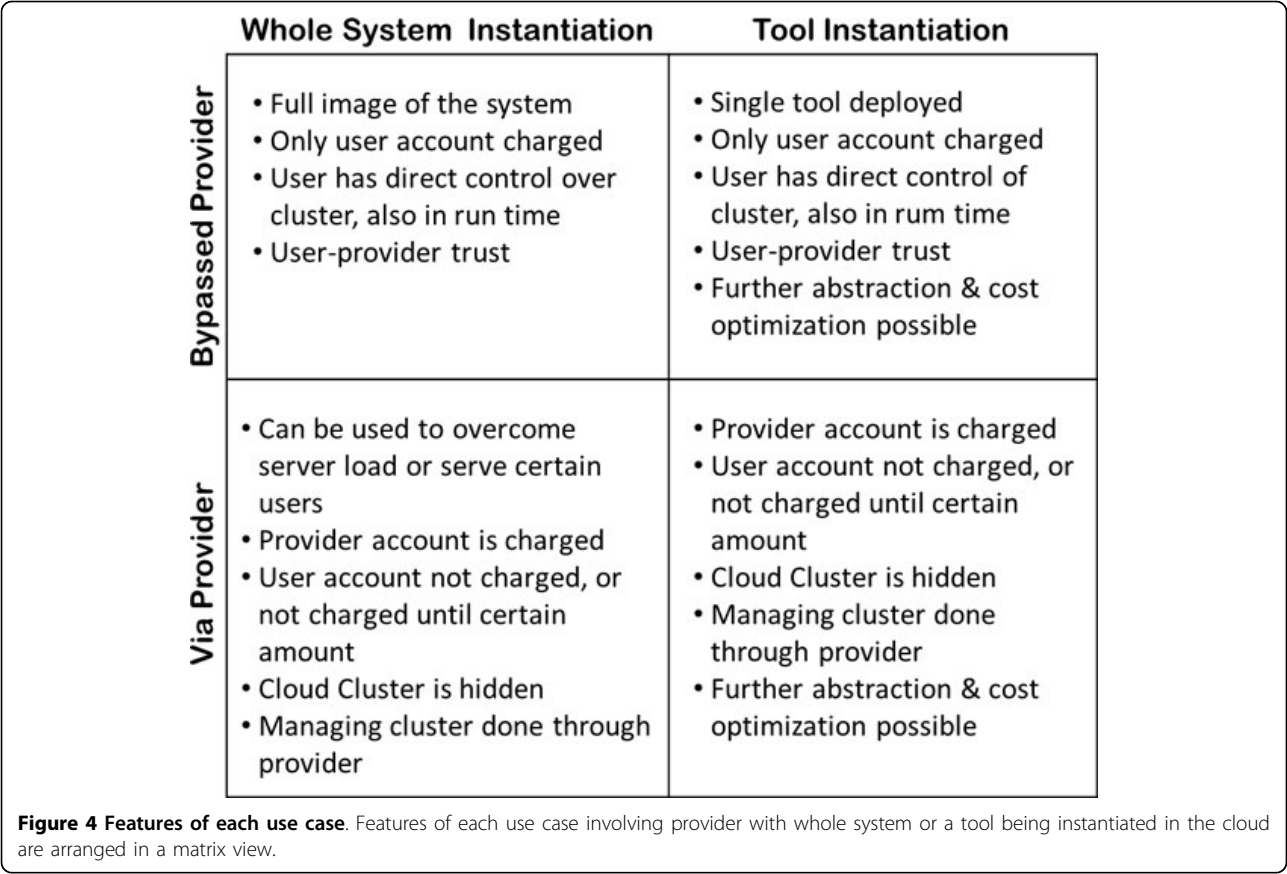 Whole System Instantiation
Tool Instantiation
Bypassed Provider
• Full image of the system
• Only user account charged
• User has direct control over
cluster, also in run time
• User-provider trust
• Single tool deployed
• Only user account charged
• User has direct control of
cluster, also in rum time
• User-provider trust
• Further abstraction & cost
optimization possible
Via Provider
• Can be used to overcome
server load or serve certain
users
• Provider account is charged
• User account not charged, or
not charged until certain
amount
• Cloud Cluster is hidden
• Managing cluster done through
provider
• Provider account is charged
• User account not charged, or
not charged until certain
amount
• Cloud Cluster is hidden
• Managing cluster done
through provider
• Further abstraction & cost
optimization possible
Figure 4 Features of each use case. Features of each use case involving provider with whole system or a tool being instantiated in the cloud
are arranged in a matrix view.